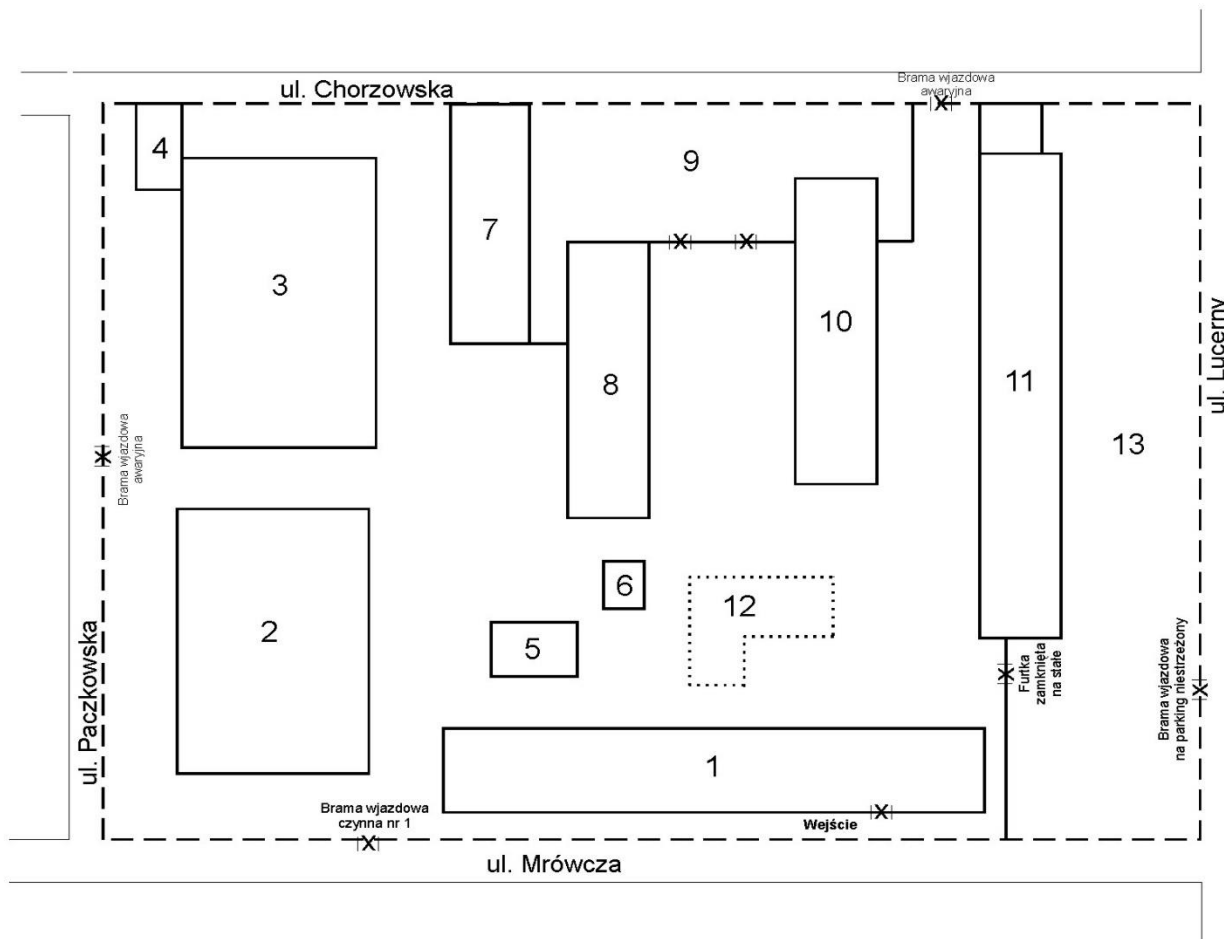 ul. Chorzowska
Brama wjazdowa
awaryjna
4
9
7
3
10
8
11
ul. Lucerny
13
Brama wjazdowa
awaryjna
6
12
2
5
ul. Paczkowska
Furtka
zamknięta
na stałe
Brama wjazdowa
na parking niestrzeżony
1
Brama wjazdowa
czynna nr 1
Wejście
ul. Mrówcza